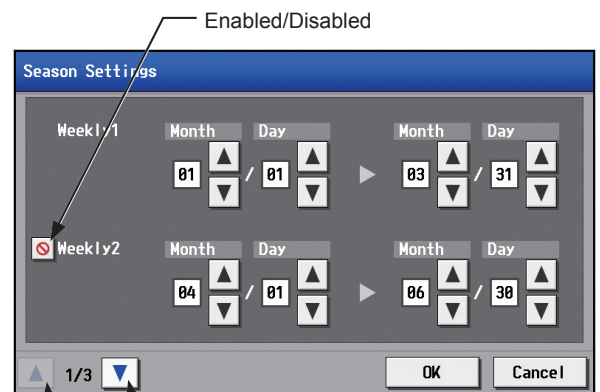 Enabled/Disabled
Season Settings
Weekly1 Month Day Month Day
01 / 01 03 / 31
Weekly2 Month Day Month Day
04 / 01 06 / 30
1/3 OK Cancel